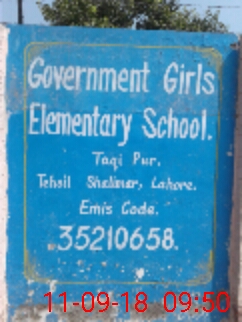 Government Girls
Elementary School.
Taqi Pur,
Tehsil Shalimar, Lahore.
Emis Code.
35210658.
11-09-18 09:50